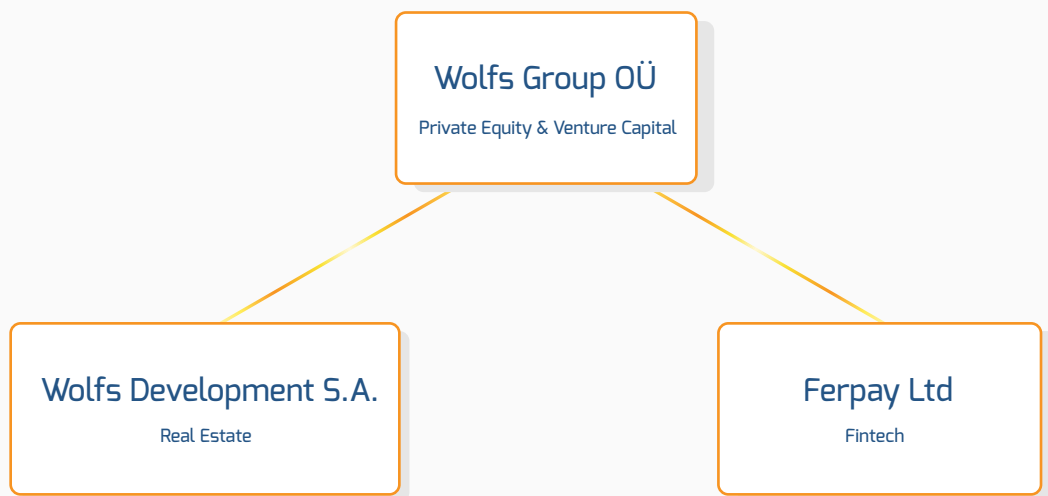 Wolfs Group OÜ
Private Equity & Venture Capital
Wolfs Development S.A.
Real Estate
Ferpay Ltd
Fintech